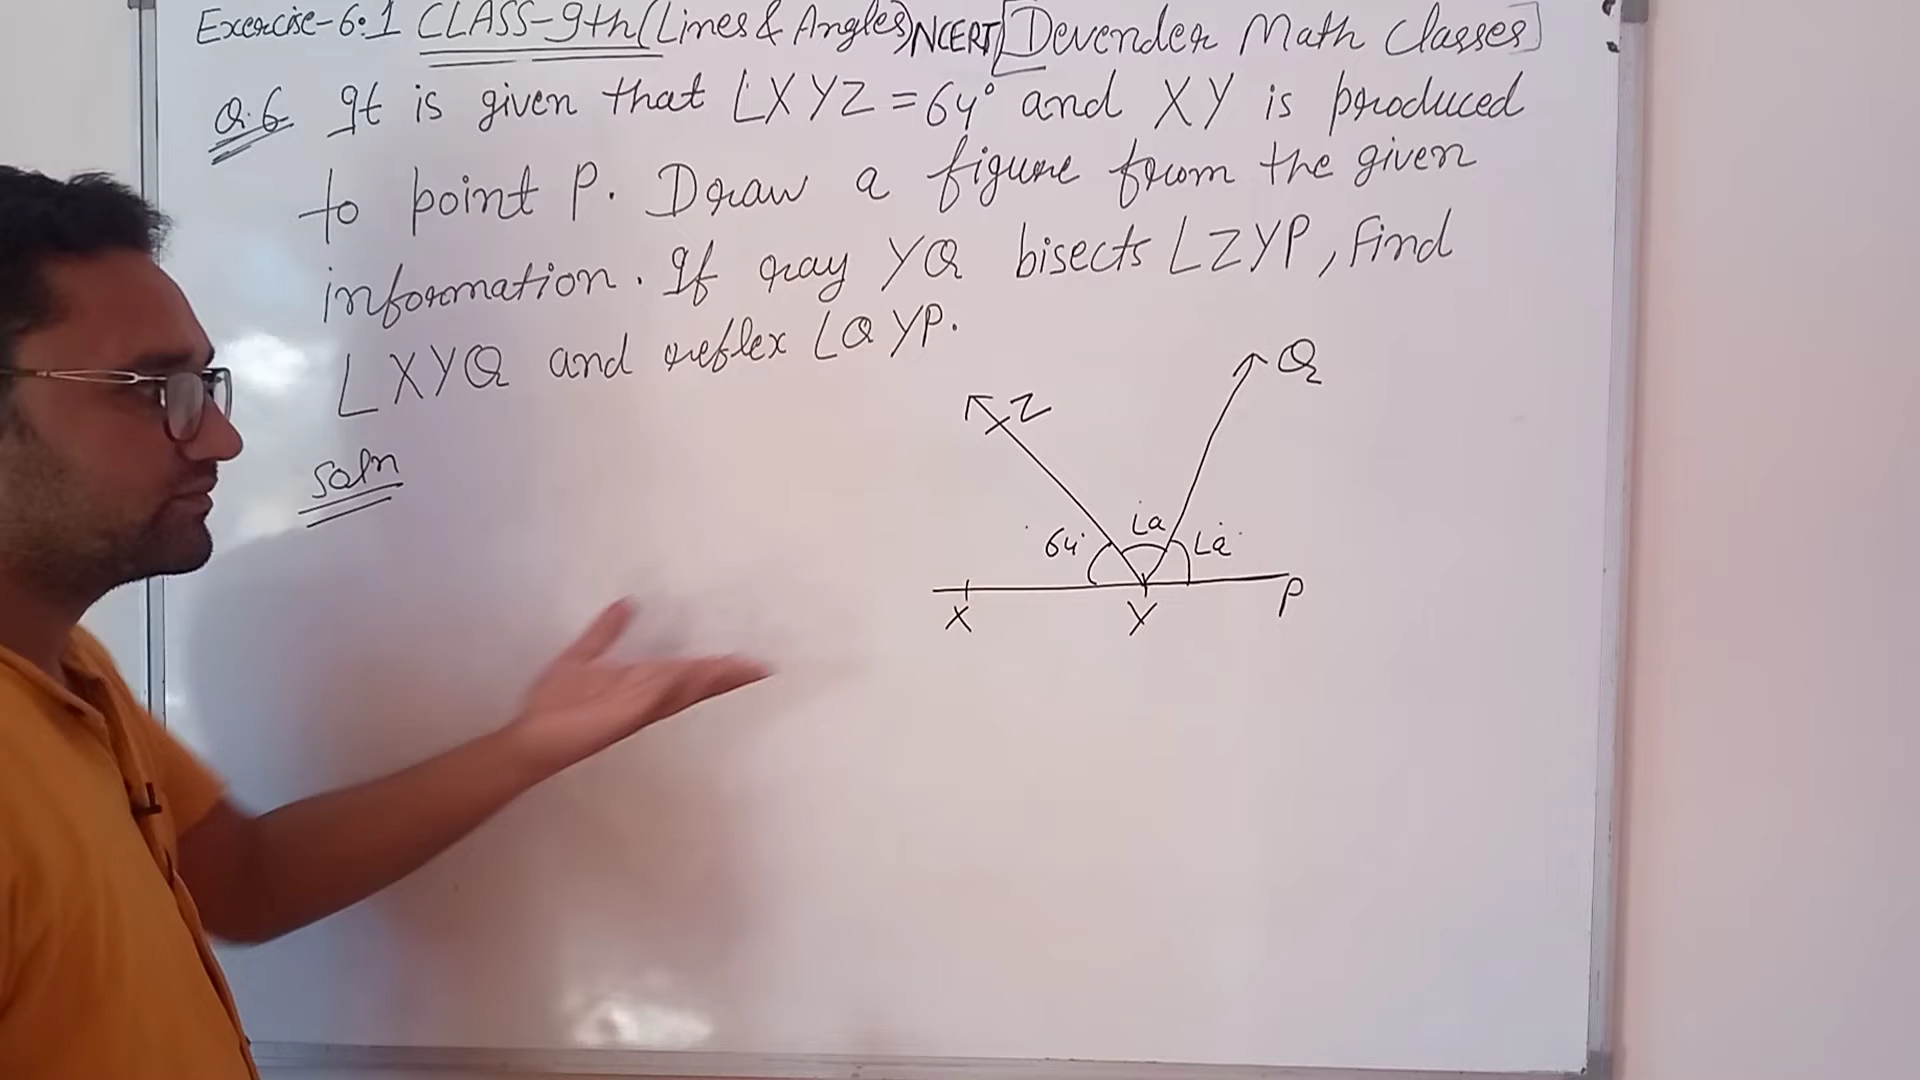 Exercise-6.1 CLASS-9th (Lines & Angles) NCERT [Devender Math Classes]
Q.6 It is given that ∠XYZ = 64° and XY is produced
to point P. Draw a figure from the given
information. If ray YQ bisects ∠ZYP, Find
∠XYQ and reflex ∠QYP.
Soln
Q
Z
64° ∠a ∠a
X Y P